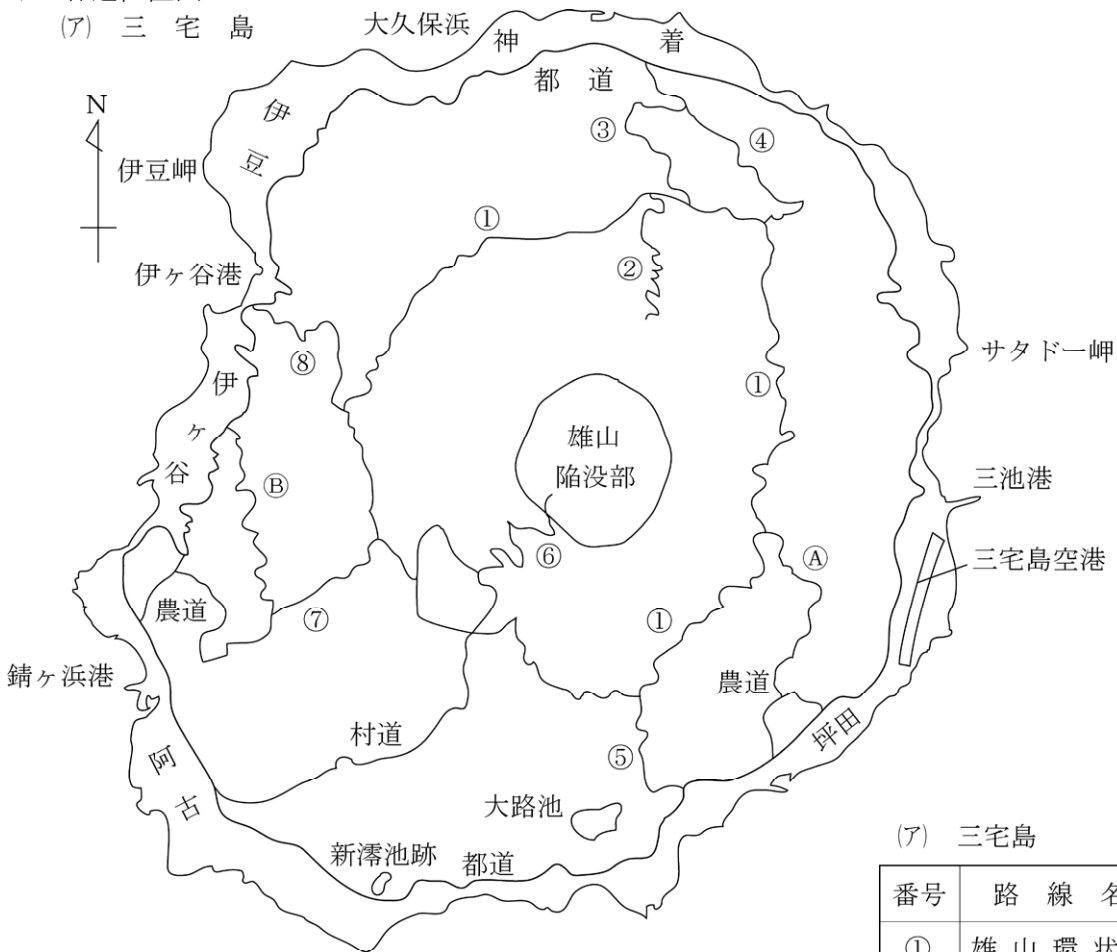 (ア) 三宅島
大久保浜
神着
都道
N
伊豆
③
④
伊豆岬
①
②
伊ヶ谷港
⑧
伊ヶ谷
①
サタドー岬
雄山
陥没部
Ⓑ
三池港
⑥
Ⓐ
三宅島空港
農道
⑦
①
錆ヶ浜港
農道
村道
坪田
⑤
阿古
大路池
新澪池跡
都道
(ア) 三宅島
番号 路線名
① 雄山環状